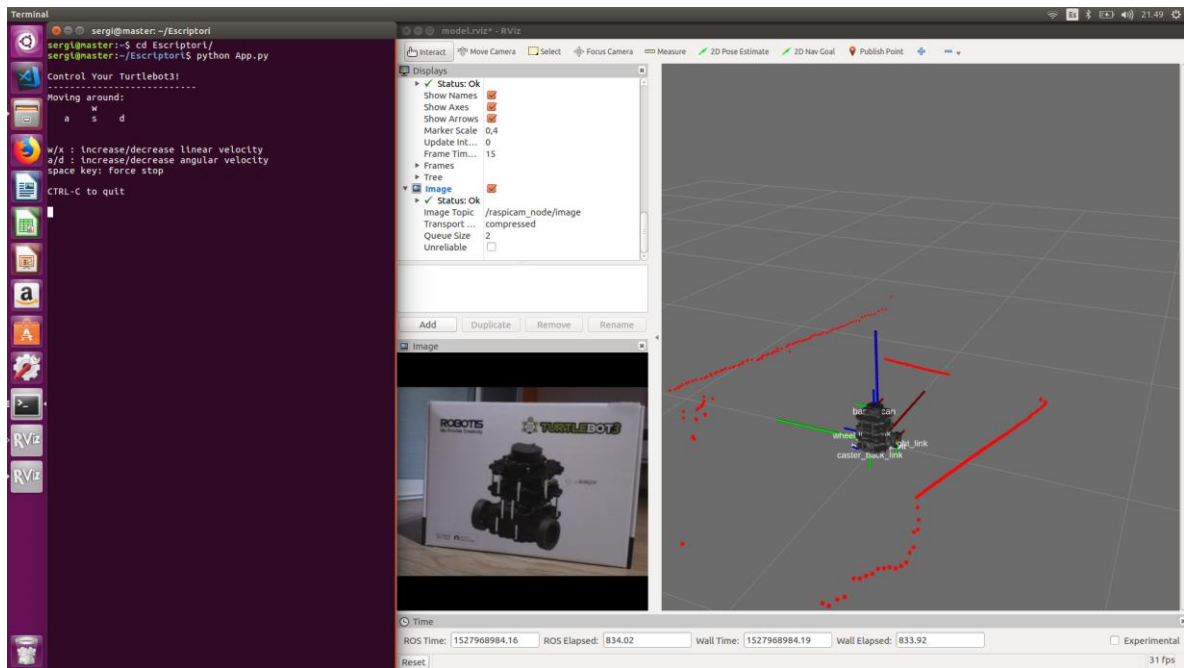 Terminal
Es 21.49
sergi@master: ~/Escriptori
sergi@master:~$ cd Escriptori/
sergi@master:~/Escriptori$ python App.py
Control Your Turtlebot3!
---------------------------
Moving around:
w
a s d
w/x : increase/decrease linear velocity
a/d : increase/decrease angular velocity
space key: force stop
CTRL-C to quit
RViz
RViz
model.rviz* - RViz
Interact Move Camera Select Focus Camera Measure 2D Pose Estimate 2D Nav Goal Publish Point
Displays
Status: Ok
Show Names
Show Axes
Show Arrows
Marker Scale 0,4
Update Int... 0
Frame Tim... 15
Frames
Tree
Image
Status: Ok
Image Topic /raspicam_node/image
Transport ... compressed
Queue Size 2
Unreliable
Add Duplicate Remove Rename
Image
ROBOTIS
TURTLEBOT3
caster_back_link
Time
ROS Time: 1527968984.16 ROS Elapsed: 834.02 Wall Time: 1527968984.19 Wall Elapsed: 833.92 Experimental
Reset 31 fps